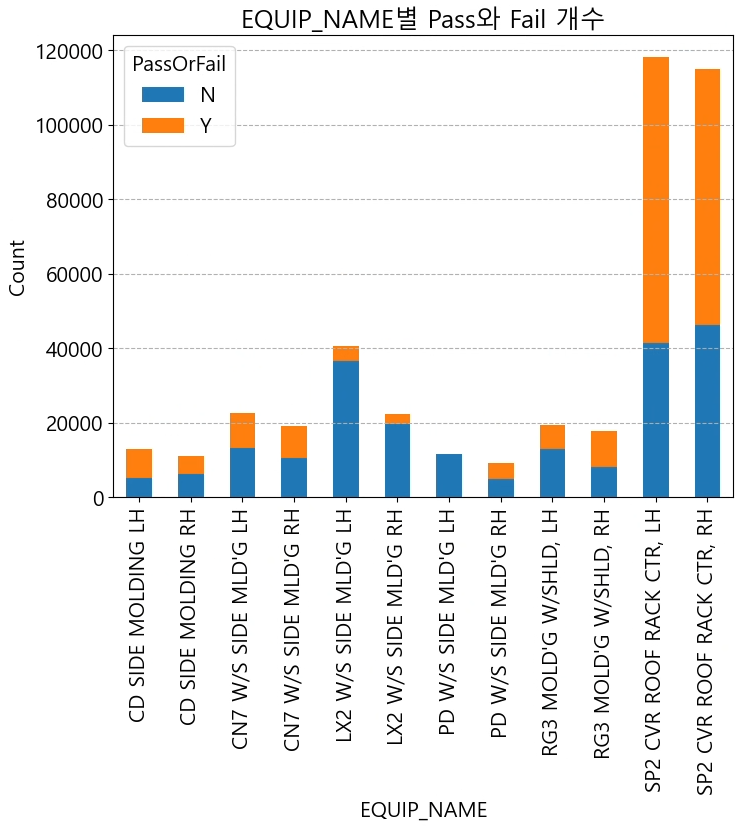 EQUIP_NAME별 Pass와 Fail 개수
PassOrFail
N
Y
120000
100000
80000
60000
40000
20000
0
Count
CD SIDE MOLDING LH
CD SIDE MOLDING RH
CN7 W/S SIDE MLD'G LH
CN7 W/S SIDE MLD'G RH
LX2 W/S SIDE MLD'G LH
LX2 W/S SIDE MLD'G RH
PD W/S SIDE MLD'G LH
PD W/S SIDE MLD'G RH
RG3 MOLD'G W/SHLD, LH
RG3 MOLD'G W/SHLD, RH
SP2 CVR ROOF RACK CTR, LH
SP2 CVR ROOF RACK CTR, RH
EQUIP_NAME